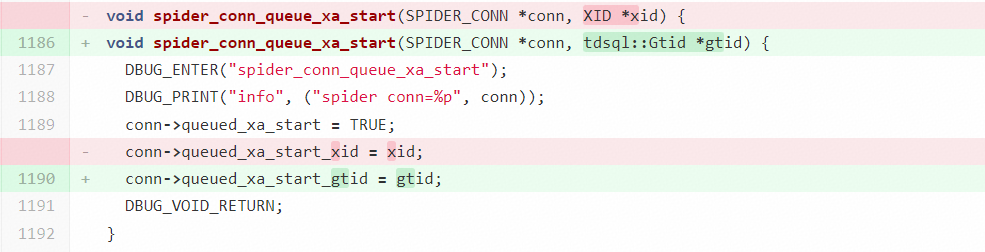 - void spider_conn_queue_xa_start(SPIDER_CONN *conn, XID *xid) {
1186 + void spider_conn_queue_xa_start(SPIDER_CONN *conn, tdsql::Gtid *gtid) {
1187 DBUG_ENTER("spider_conn_queue_xa_start");
1188 DBUG_PRINT("info", ("spider conn=%p", conn));
1189 conn->queued_xa_start = TRUE;
- conn->queued_xa_start_xid = xid;
1190 + conn->queued_xa_start_gtid = gtid;
1191 DBUG_VOID_RETURN;
1192 }